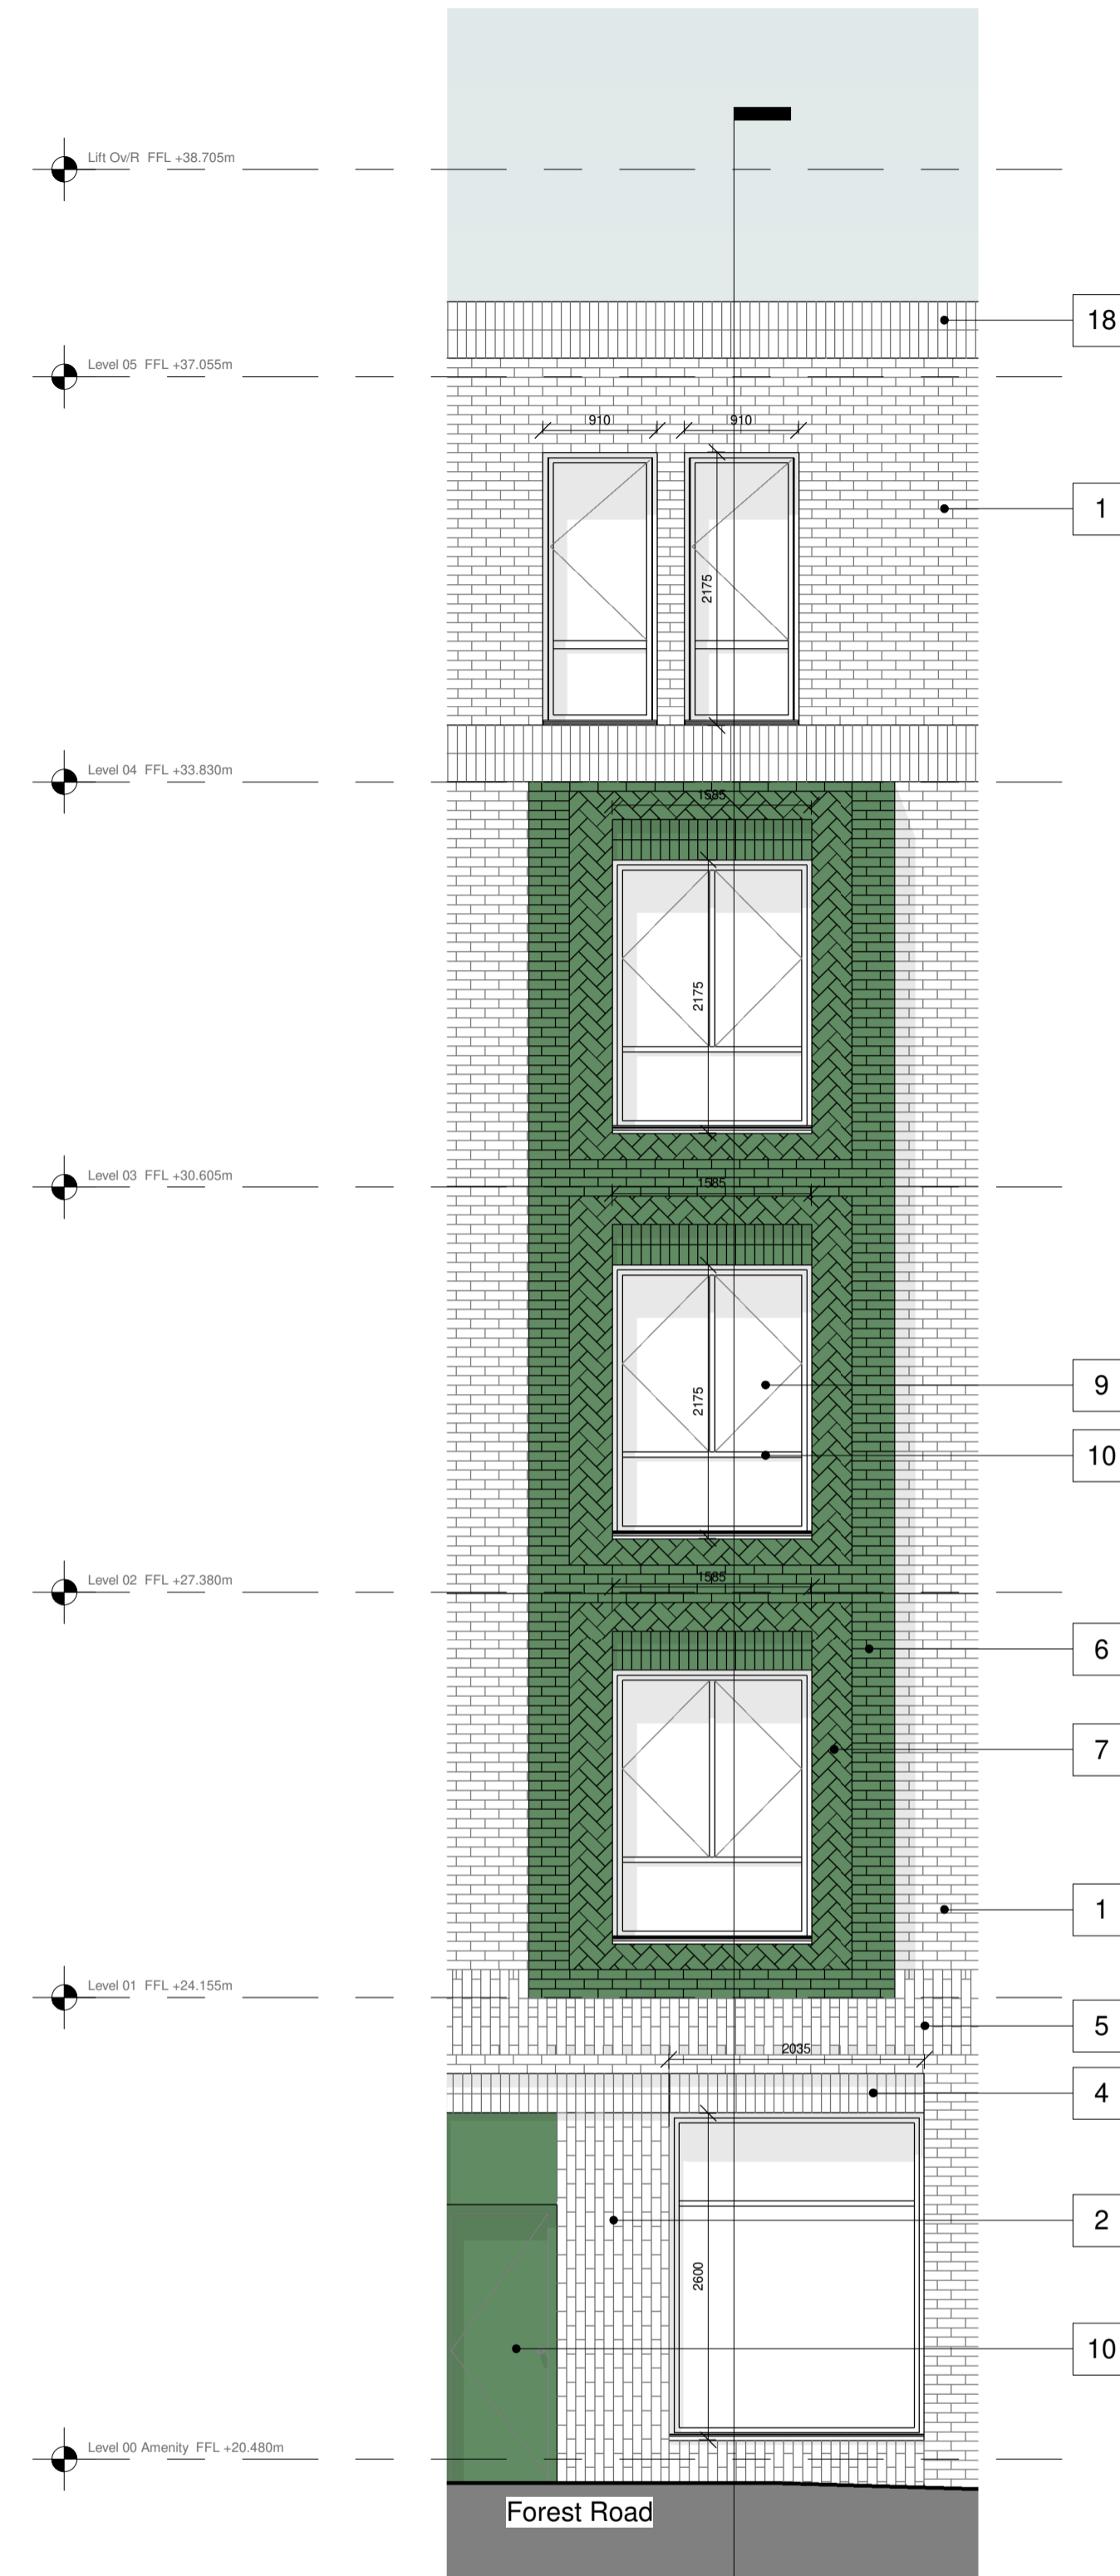 Lift Ov/R FFL +38.705m
18
Level 05 FFL +37.055m
910 910
1
2175
Level 04 FFL +33.830m
1585
2175
Level 03 FFL +30.605m
1585
9
2175
10
Level 02 FFL +27.380m
1585
6
7
1
Level 01 FFL +24.155m
5
2035
4
2
2600
10
Level 00 Amenity FFL +20.480m
Forest Road